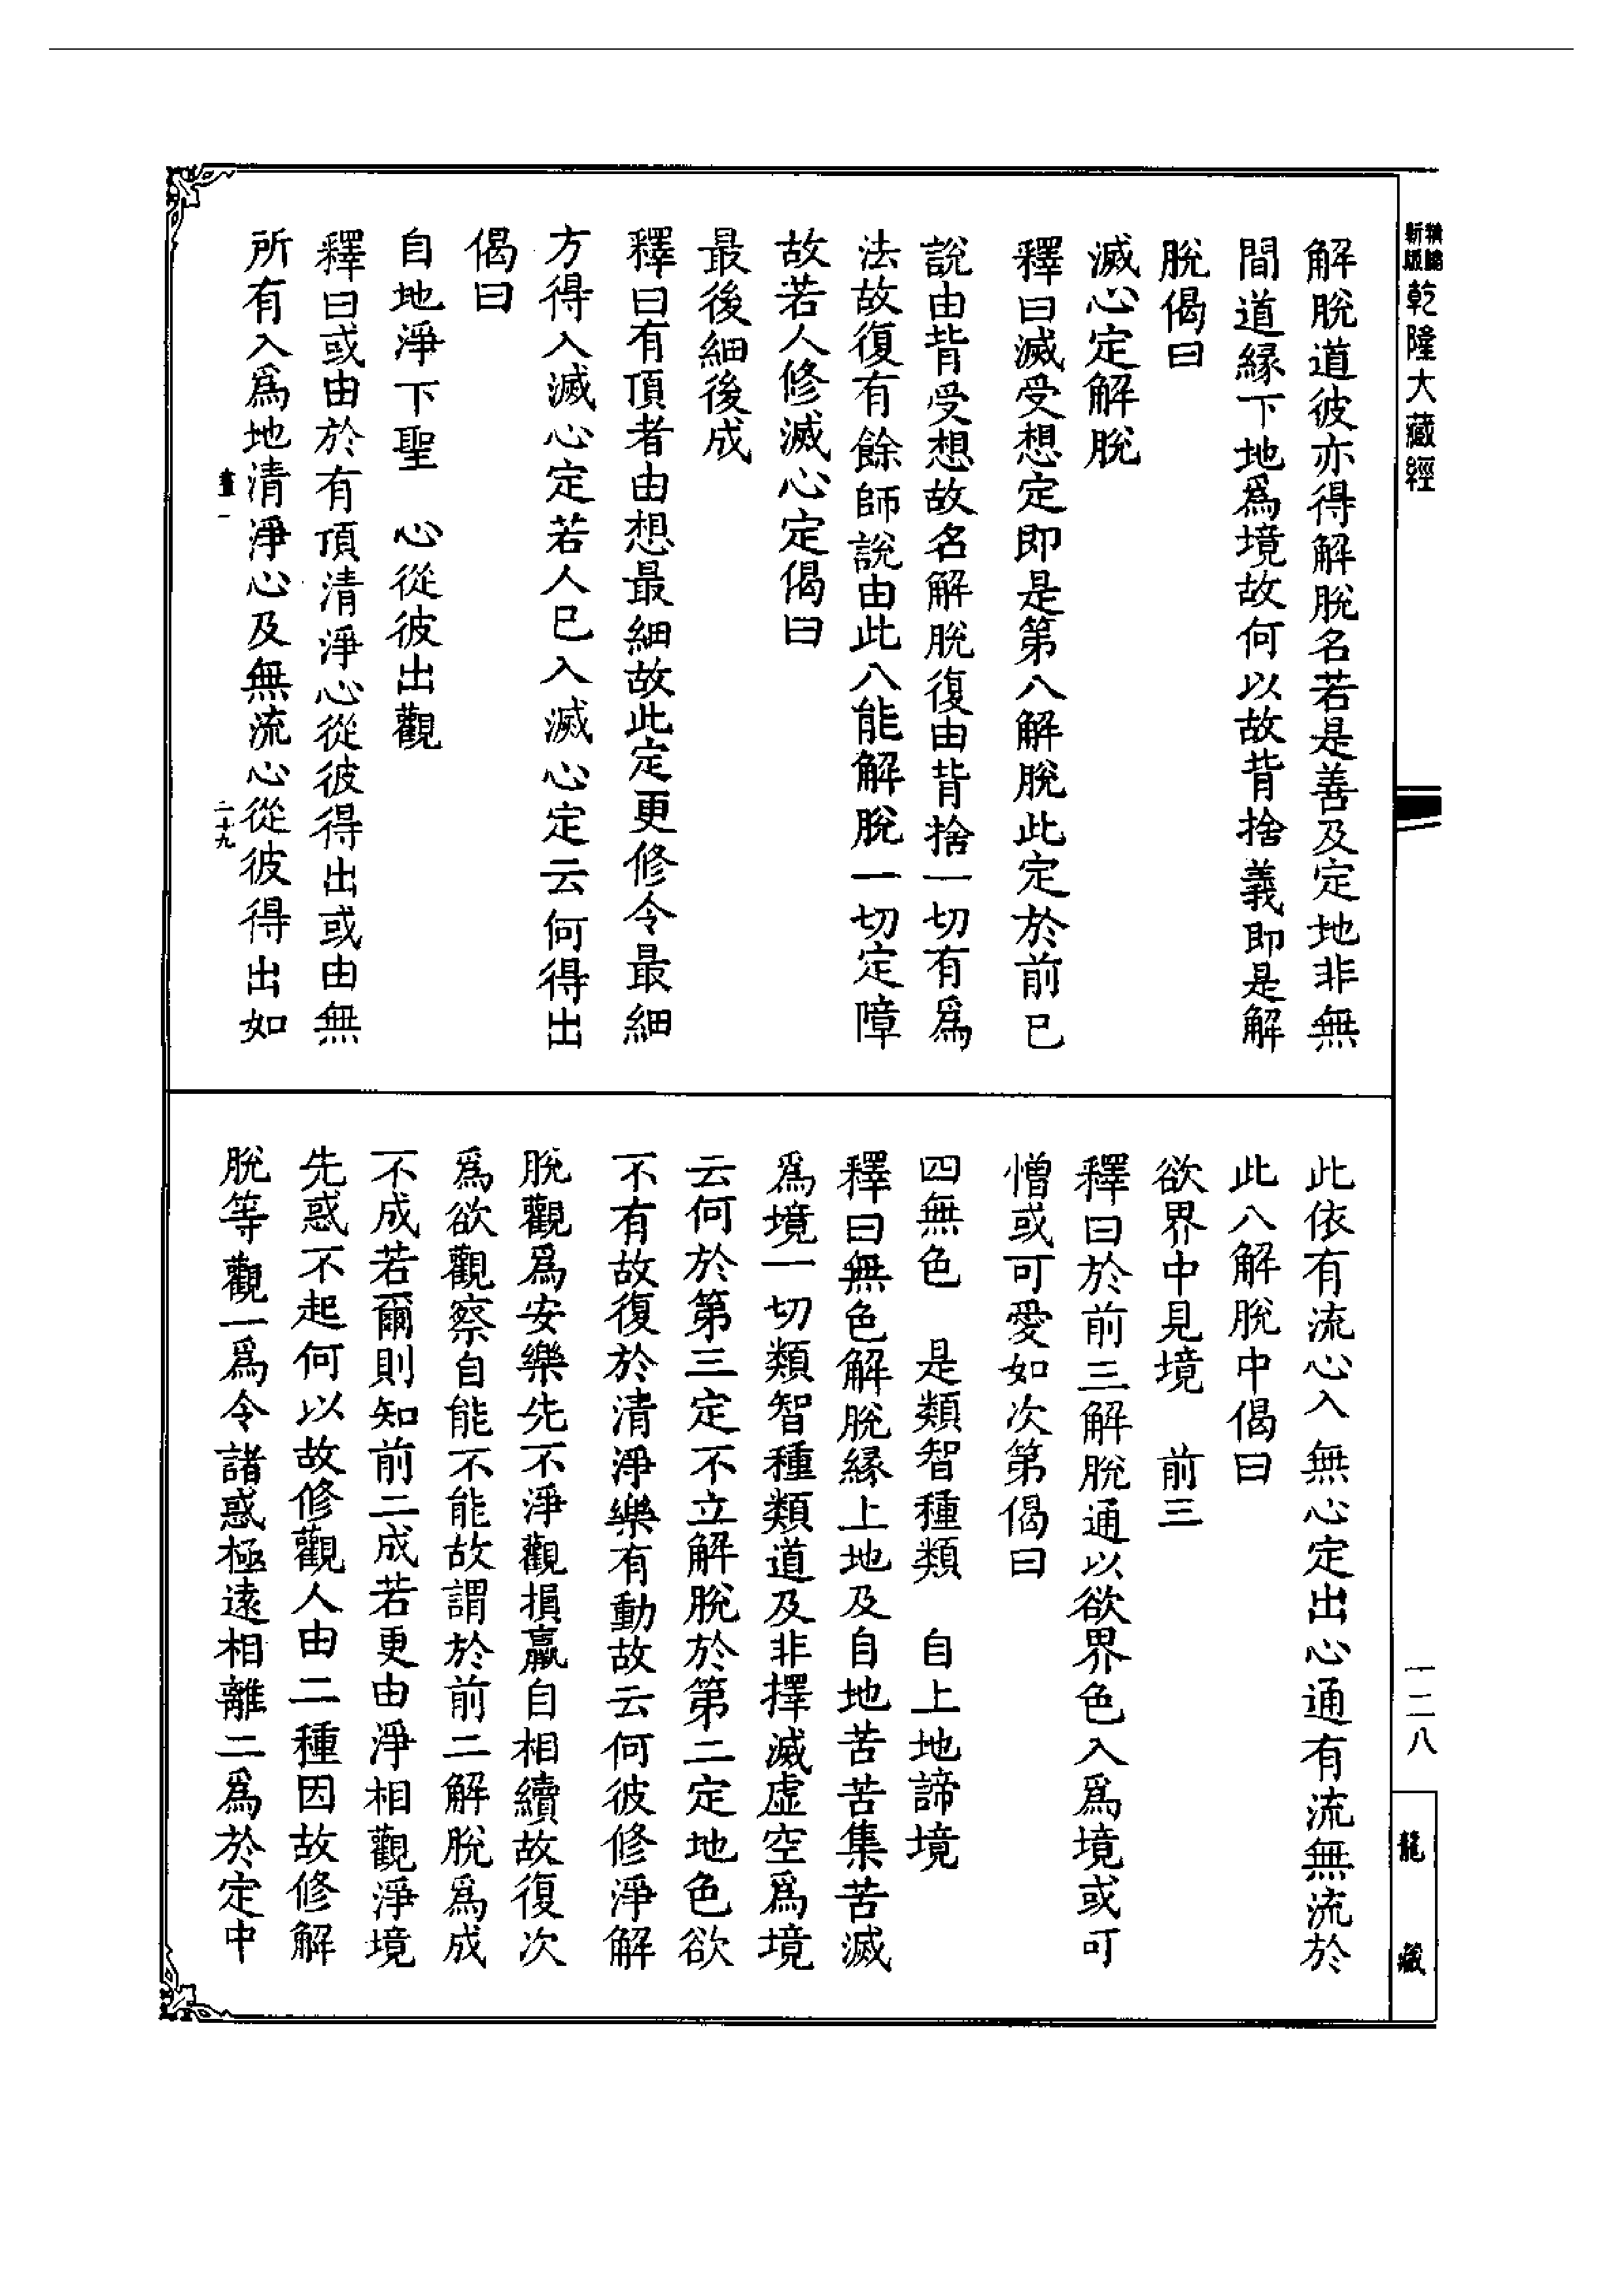 新版
乾隆大藏經
解脫道彼亦得解脫名若是善及定地非無
間道緣下地爲境故何以故背捨義即是解
脫偈曰
滅心定解脫
釋曰滅受想定即是第八解脫此定於前已
說由背受想故名解脫復由背捨一切有爲
法故復有餘師說由此八能解脫一切定障
故若人修滅心定偈曰
最後細後成
釋曰有頂者由想最細故此定更修令最細
方得入滅心定若人已入滅心定云何得出
偈曰
自地淨下聖　心從彼出觀
釋曰或由於有頂清淨心從彼得出或由無
所有入爲地清淨心及無流心從彼得出如
二十九
此依有流心入無心定出心通有流無流於
此八解脫中偈曰
欲界中見境　前三
釋曰於前三解脫通以欲界色入爲境或可
憎或可愛如次第偈曰
四無色　是類智種類　自上地諦境
釋曰無色解脫緣上地及自地苦苦集苦滅
爲境一切類智種類道及非擇滅虛空爲境
云何於第三定不立解脫於第二定地色欲
不有故復於清淨樂有動故云何彼修淨解
脫觀爲安樂先不淨觀損羸自相續故復次
爲欲觀察自能不能故謂於前二解脫爲成
不成若爾則知前二成若更由淨相觀淨境
先惑不起何以故修觀人由二種因故修解
脫等觀一爲令諸惑極遠相離二爲於定中
一二八
龍藏